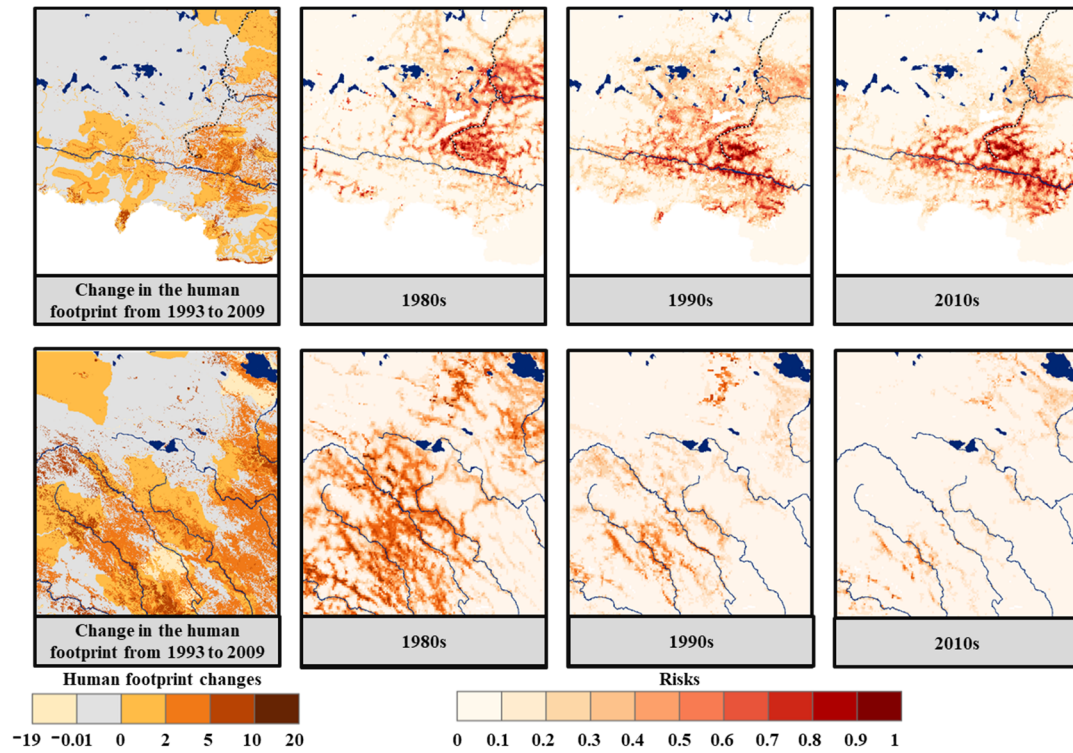 Change in the human
footprint from 1993 to 2009
1980s
1990s
2010s
Change in the human
footprint from 1993 to 2009
1980s
1990s
2010s
Human footprint changes
−19 −0.01 0 2 5 10 20
Risks
0 0.1 0.2 0.3 0.4 0.5 0.6 0.7 0.8 0.9 1